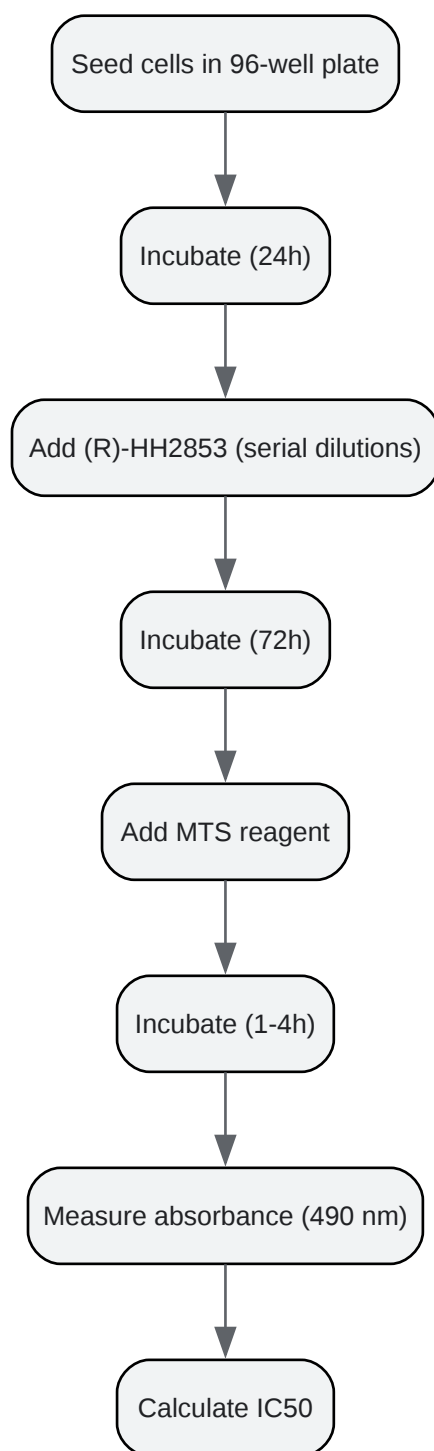 Seed cells in 96-well plate
Incubate (24h)
Add (R)-HH2853 (serial dilutions)
Incubate (72h)
Add MTS reagent
Incubate (1-4h)
Measure absorbance (490 nm)
Calculate IC50